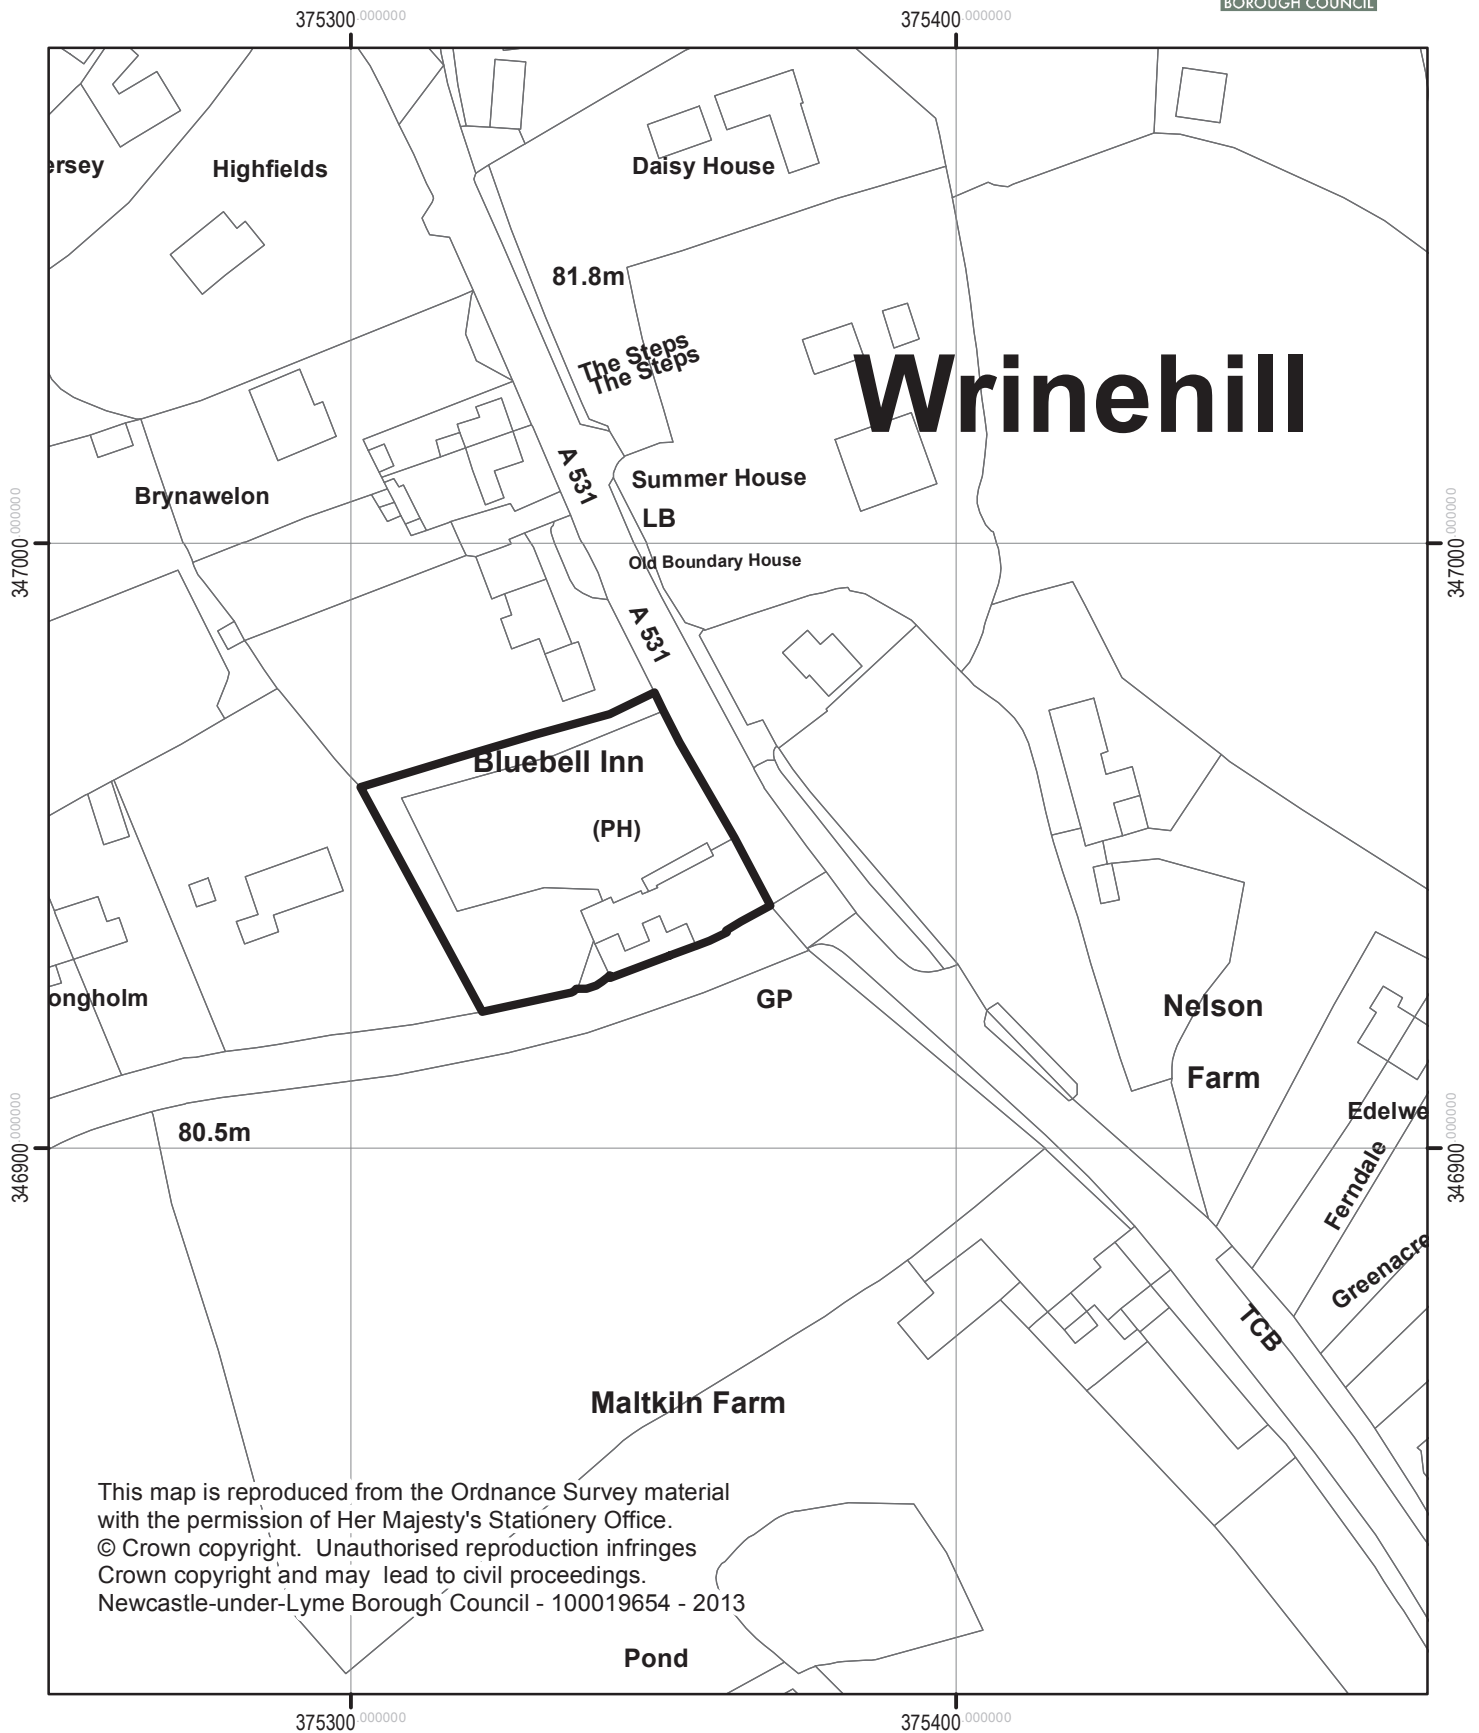 BOROUGH COUNCIL
375300.000000
375400.000000
ersey
Highfields
Daisy House
81.8m
The Steps
The Steps
Wrinehill
A 531
Summer House
Brynawelon
LB
347000.000000
347000.000000
Old Boundary House
A 531
Bluebell Inn
(PH)
ongholm
GP
Nelson
Farm
Edelwe
80.5m
346900.000000
346900.000000
Ferndale
Greenacre
TCB
Maltkiln Farm
This map is reproduced from the Ordnance Survey material
with the permission of Her Majesty's Stationery Office.
© Crown copyright.  Unauthorised reproduction infringes
Crown copyright and may  lead to civil proceedings.
Newcastle-under-Lyme Borough Council - 100019654 - 2013
Pond
375300.000000
375400.000000